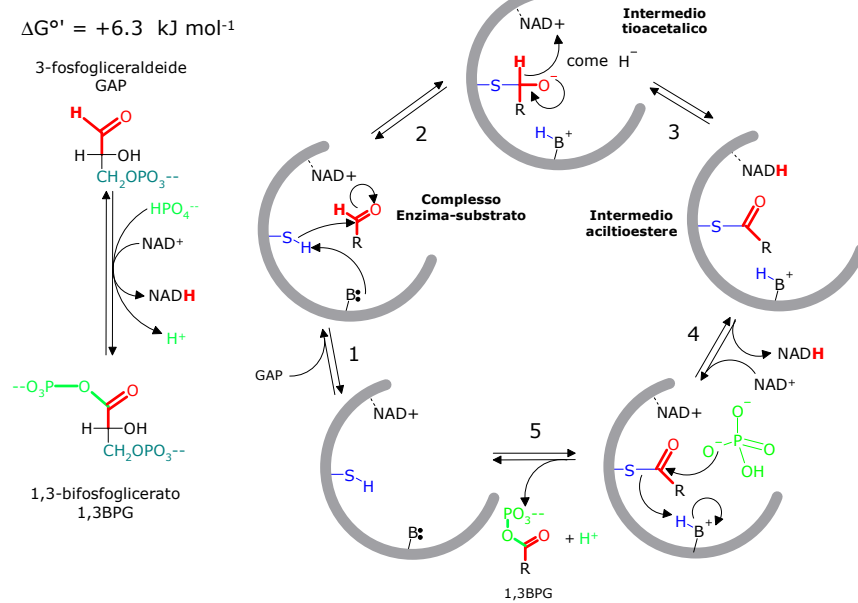 ΔG°' = +6.3 kJ mol-1
3-fosfogliceraldeide
GAP
H
O
H
OH
CH2OPO3--
HPO4--
NAD+
NADH
H+
--O3P
O
O
H
OH
CH2OPO3--
1,3-bifosfoglicerato
1,3BPG
Intermedio
tioacetalico
NAD+
H
come H−
S
O−
R
H
B+
2
3
NAD+
H
O
S
H
R
B:
Complesso
Enzima-substrato
Intermedio
aciltioestere
NADH
O
S
R
H
B+
1
GAP
4
NADH
NAD+
NAD+
S
H
B:
5
PO3--
O
O
R
+ H+
1,3BPG
NAD+
O−
O−
P
O
OH
O
S
R
H
B+